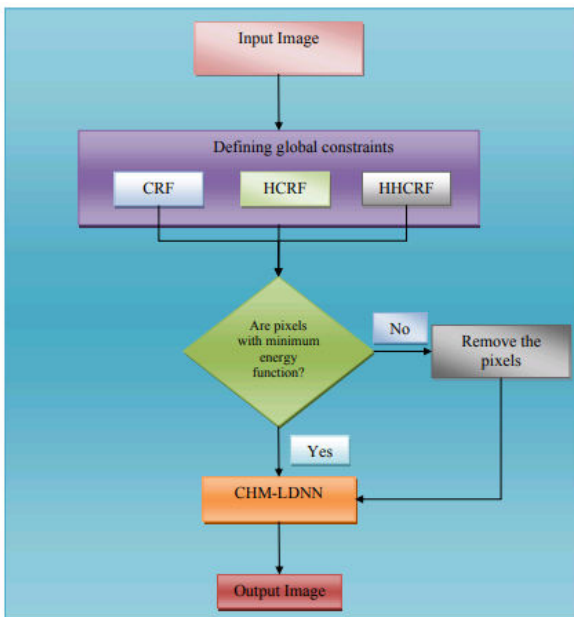 Input Image
Defining global constraints
CRF
HCRF
HHCRF
Are pixels
with minimum
energy
function?
No
Remove the
pixels
Yes
CHM-LDNN
Output Image